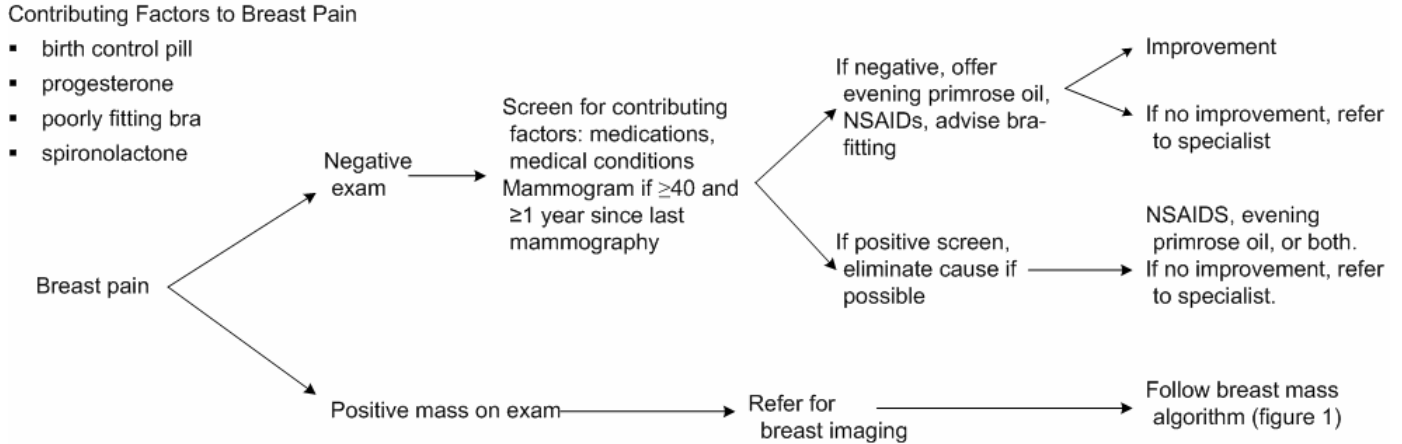 Contributing Factors to Breast Pain
▪ birth control pill
▪ progesterone
▪ poorly fitting bra
▪ spironolactone
Breast pain
Negative
exam
Screen for contributing
factors: medications,
medical conditions
Mammogram if ≥40 and
≥1 year since last
mammography
If negative, offer
evening primrose oil,
NSAIDs, advise bra-
fitting
Improvement
If no improvement, refer
to specialist
If positive screen,
eliminate cause if
possible
NSAIDS, evening
primrose oil, or both.
If no improvement, refer
to specialist.
Positive mass on exam
Refer for
breast imaging
Follow breast mass
algorithm (figure 1)